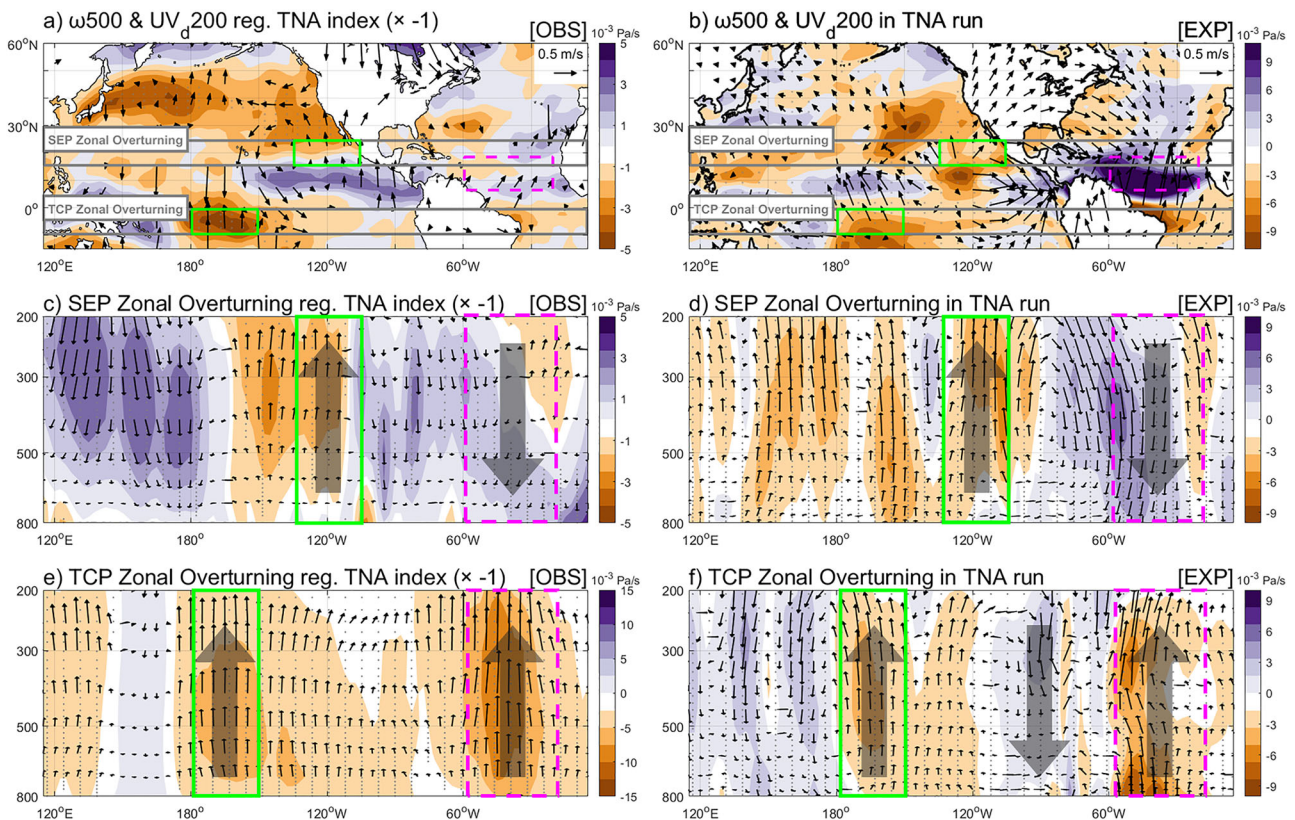 a) ω500 & UVd200 reg. TNA index (× -1) [OBS]
10⁻³ Pa/s
0.5 m/s
60°N
30°N
0°
SEP Zonal Overturning
TCP Zonal Overturning
120°E 180° 120°W 60°W
5
3
1
0
-1
-3
-5
b) ω500 & UVd200 in TNA run [EXP]
10⁻³ Pa/s
0.5 m/s
60°N
30°N
0°
SEP Zonal Overturning
TCP Zonal Overturning
120°E 180° 120°W 60°W
9
6
3
0
-3
-6
-9
c) SEP Zonal Overturning reg. TNA index (× -1) [OBS]
10⁻³ Pa/s
200
300
500
800
120°E 180° 120°W 60°W
5
3
1
0
-1
-3
-5
d) SEP Zonal Overturning in TNA run [EXP]
10⁻³ Pa/s
200
300
500
800
120°E 180° 120°W 60°W
9
6
3
0
-3
-6
-9
e) TCP Zonal Overturning reg. TNA index (× -1) [OBS]
10⁻³ Pa/s
200
300
500
800
120°E 180° 120°W 60°W
15
10
5
0
-5
-10
-15
f) TCP Zonal Overturning in TNA run [EXP]
10⁻³ Pa/s
200
300
500
800
120°E 180° 120°W 60°W
9
6
3
0
-3
-6
-9